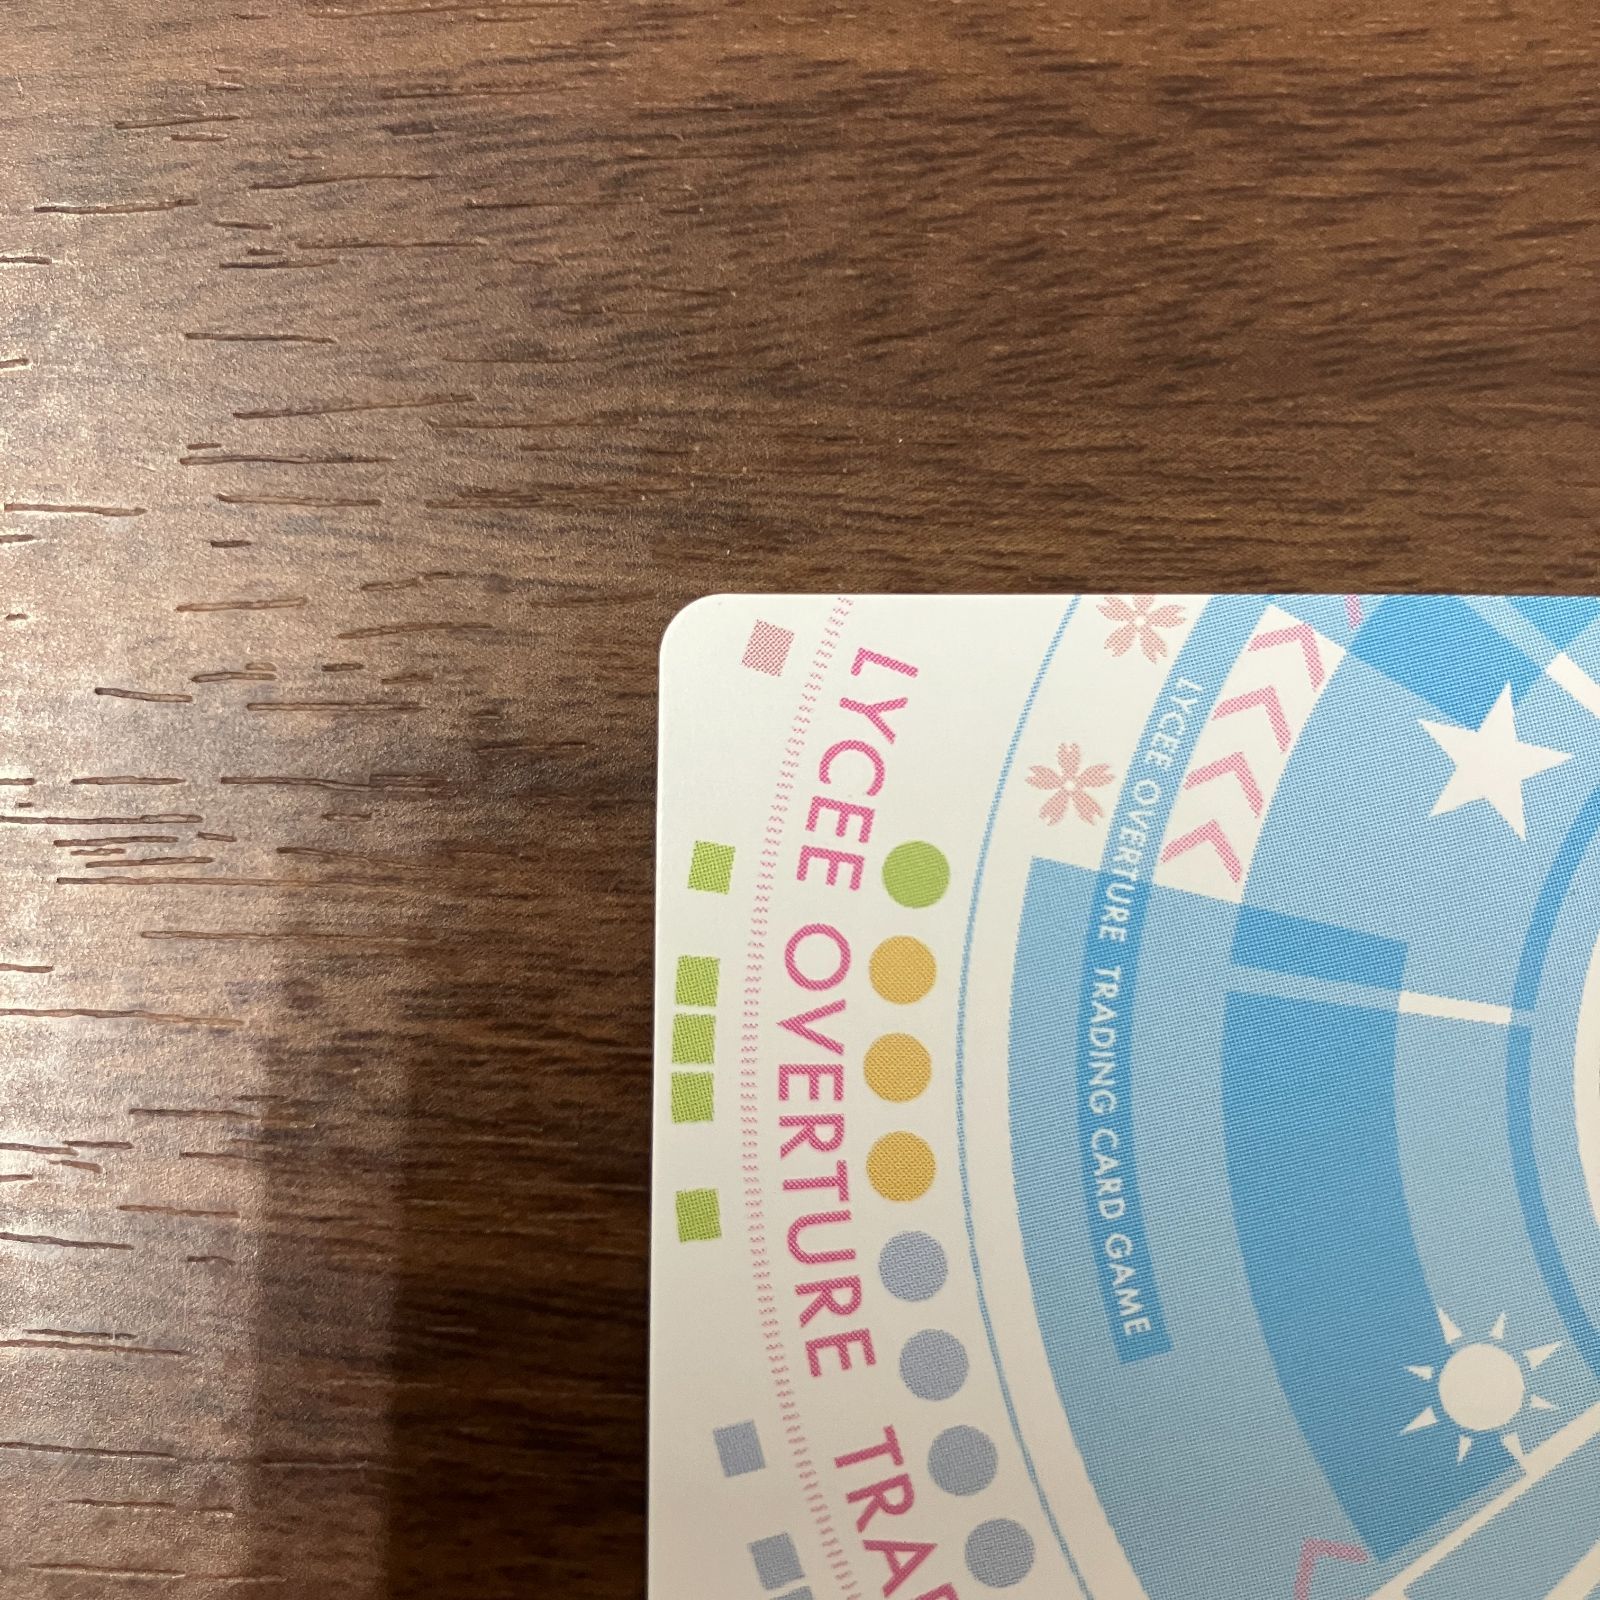 LYCEE OVERTURE TRA
LYCEE OVERTURE TRADING CARD GAME